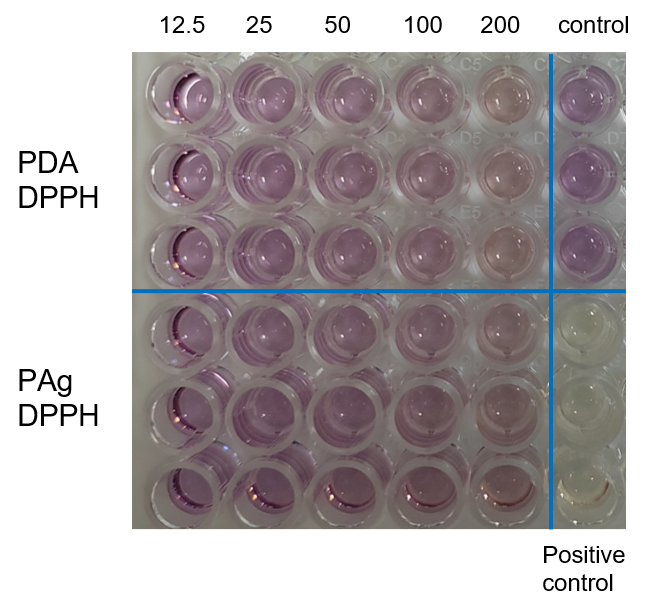 12.5 25 50 100 200 control
PDA
DPPH
PAg
DPPH
Positive
control